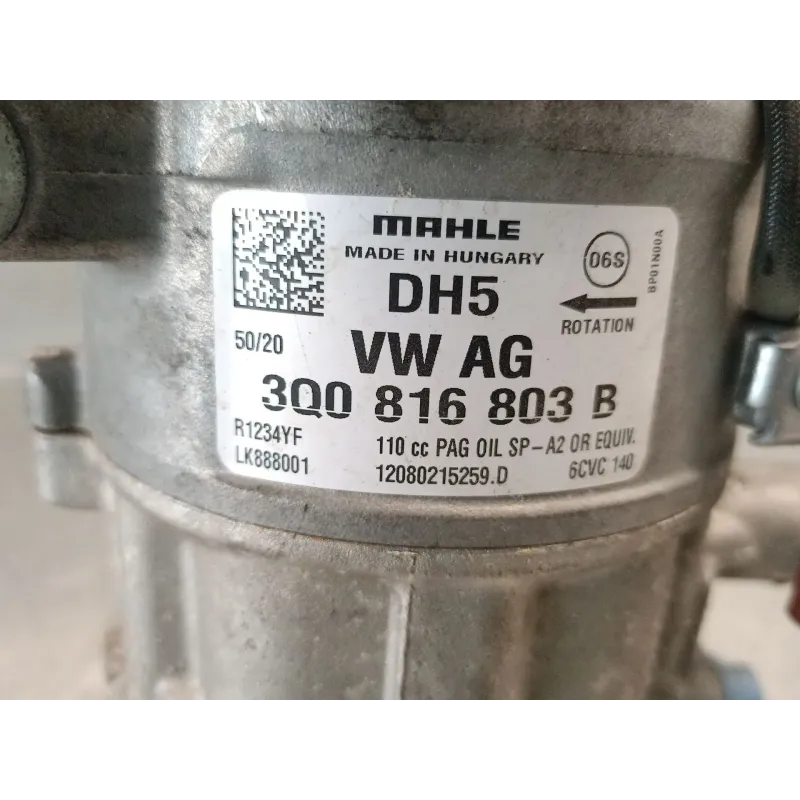 MAHLE
MADE IN HUNGARY
DH5
06S
BP01N00A
ROTATION
50/20
VW AG
3Q0 816 803 B
R1234YF
110 cc PAG OIL SP-A2 OR EQUIV.
LK888001
12080215259.D
6CVC 140